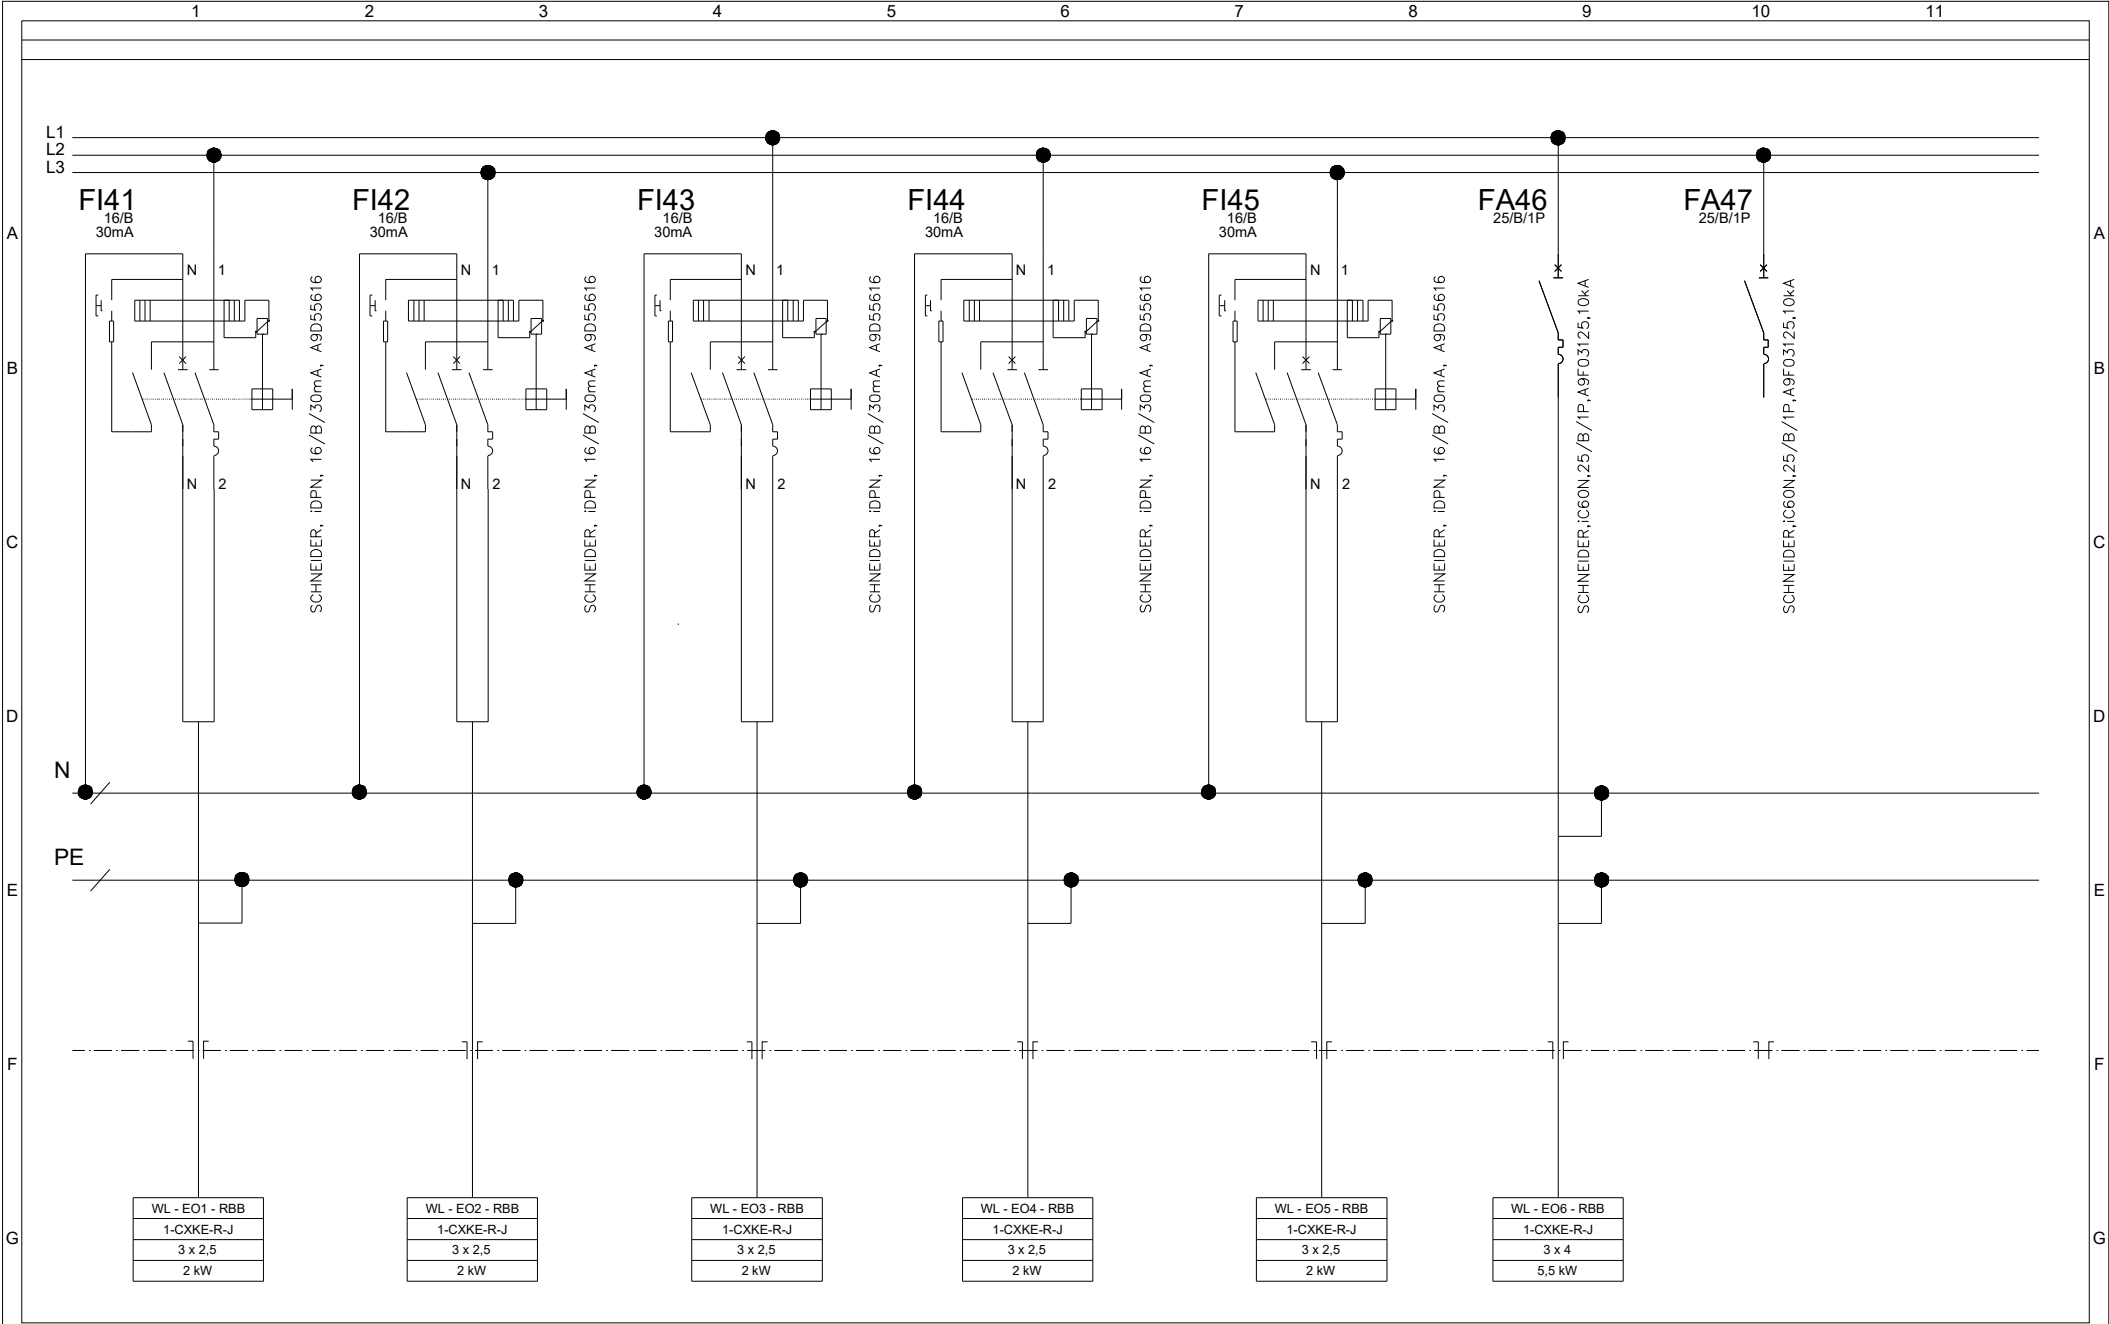 1 2 3 4 5 6 7 8 9 10 11
L1
L2
L3
FI41 FI42 FI43 FI44 FI45 FA46 FA47
16/B 16/B 16/B 16/B 16/B 25/B/1P 25/B/1P
30mA 30mA 30mA 30mA 30mA
A A
N 1 N 1 N 1 N 1 N 1
SCHNEIDER, iDPN, 16/B/30mA, A9D55616
SCHNEIDER, iDPN, 16/B/30mA, A9D55616
SCHNEIDER, iDPN, 16/B/30mA, A9D55616
SCHNEIDER, iDPN, 16/B/30mA, A9D55616
SCHNEIDER, iDPN, 16/B/30mA, A9D55616
SCHNEIDER,iC60N,25/B/1P,A9F03125,10kA
SCHNEIDER,iC60N,25/B/1P,A9F03125,10kA
B B
N 2 N 2 N 2 N 2 N 2
C C
D D
N
PE
E E
F F
WL - EO1 - RBB
1-CXKE-R-J
3 x 2,5
2 kW
WL - EO2 - RBB
1-CXKE-R-J
3 x 2,5
2 kW
WL - EO3 - RBB
1-CXKE-R-J
3 x 2,5
2 kW
WL - EO4 - RBB
1-CXKE-R-J
3 x 2,5
2 kW
WL - EO5 - RBB
1-CXKE-R-J
3 x 2,5
2 kW
WL - EO6 - RBB
1-CXKE-R-J
3 x 4
5,5 kW
G G